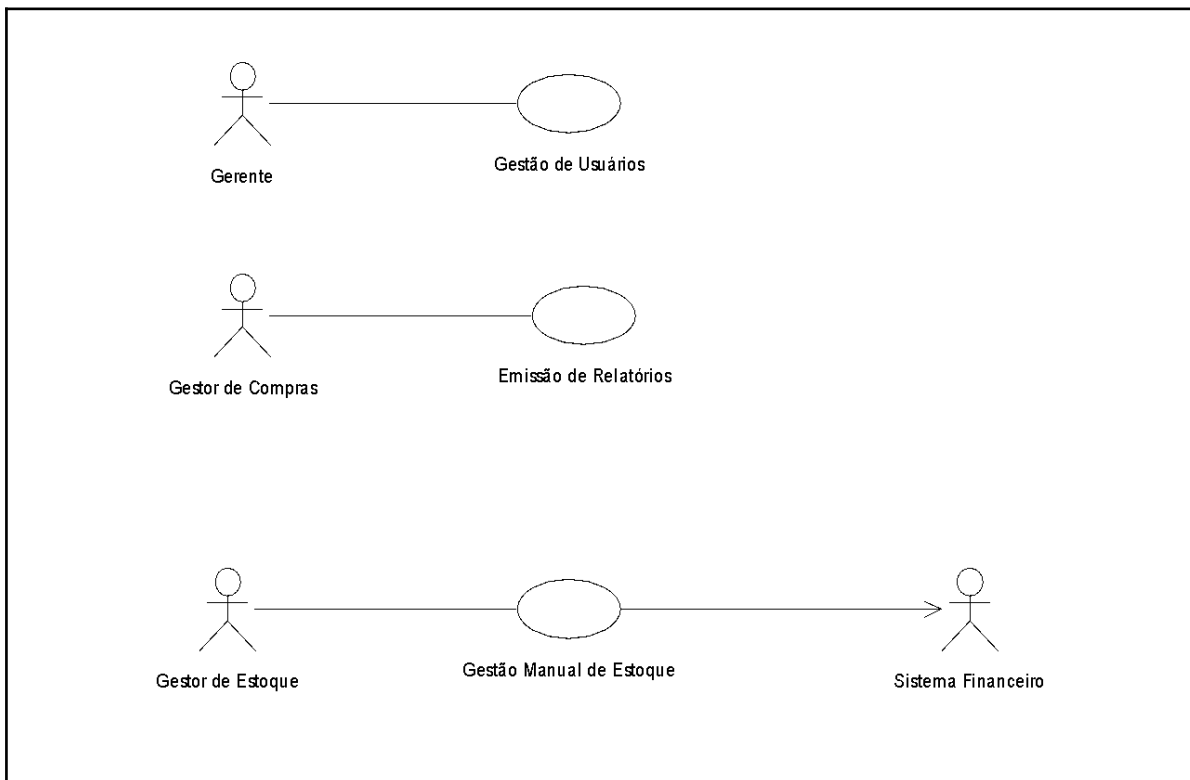 Gerente
Gestão de Usuários
Gestor de Compras
Emissão de Relatórios
Gestor de Estoque
Gestão Manual de Estoque
Sistema Financeiro